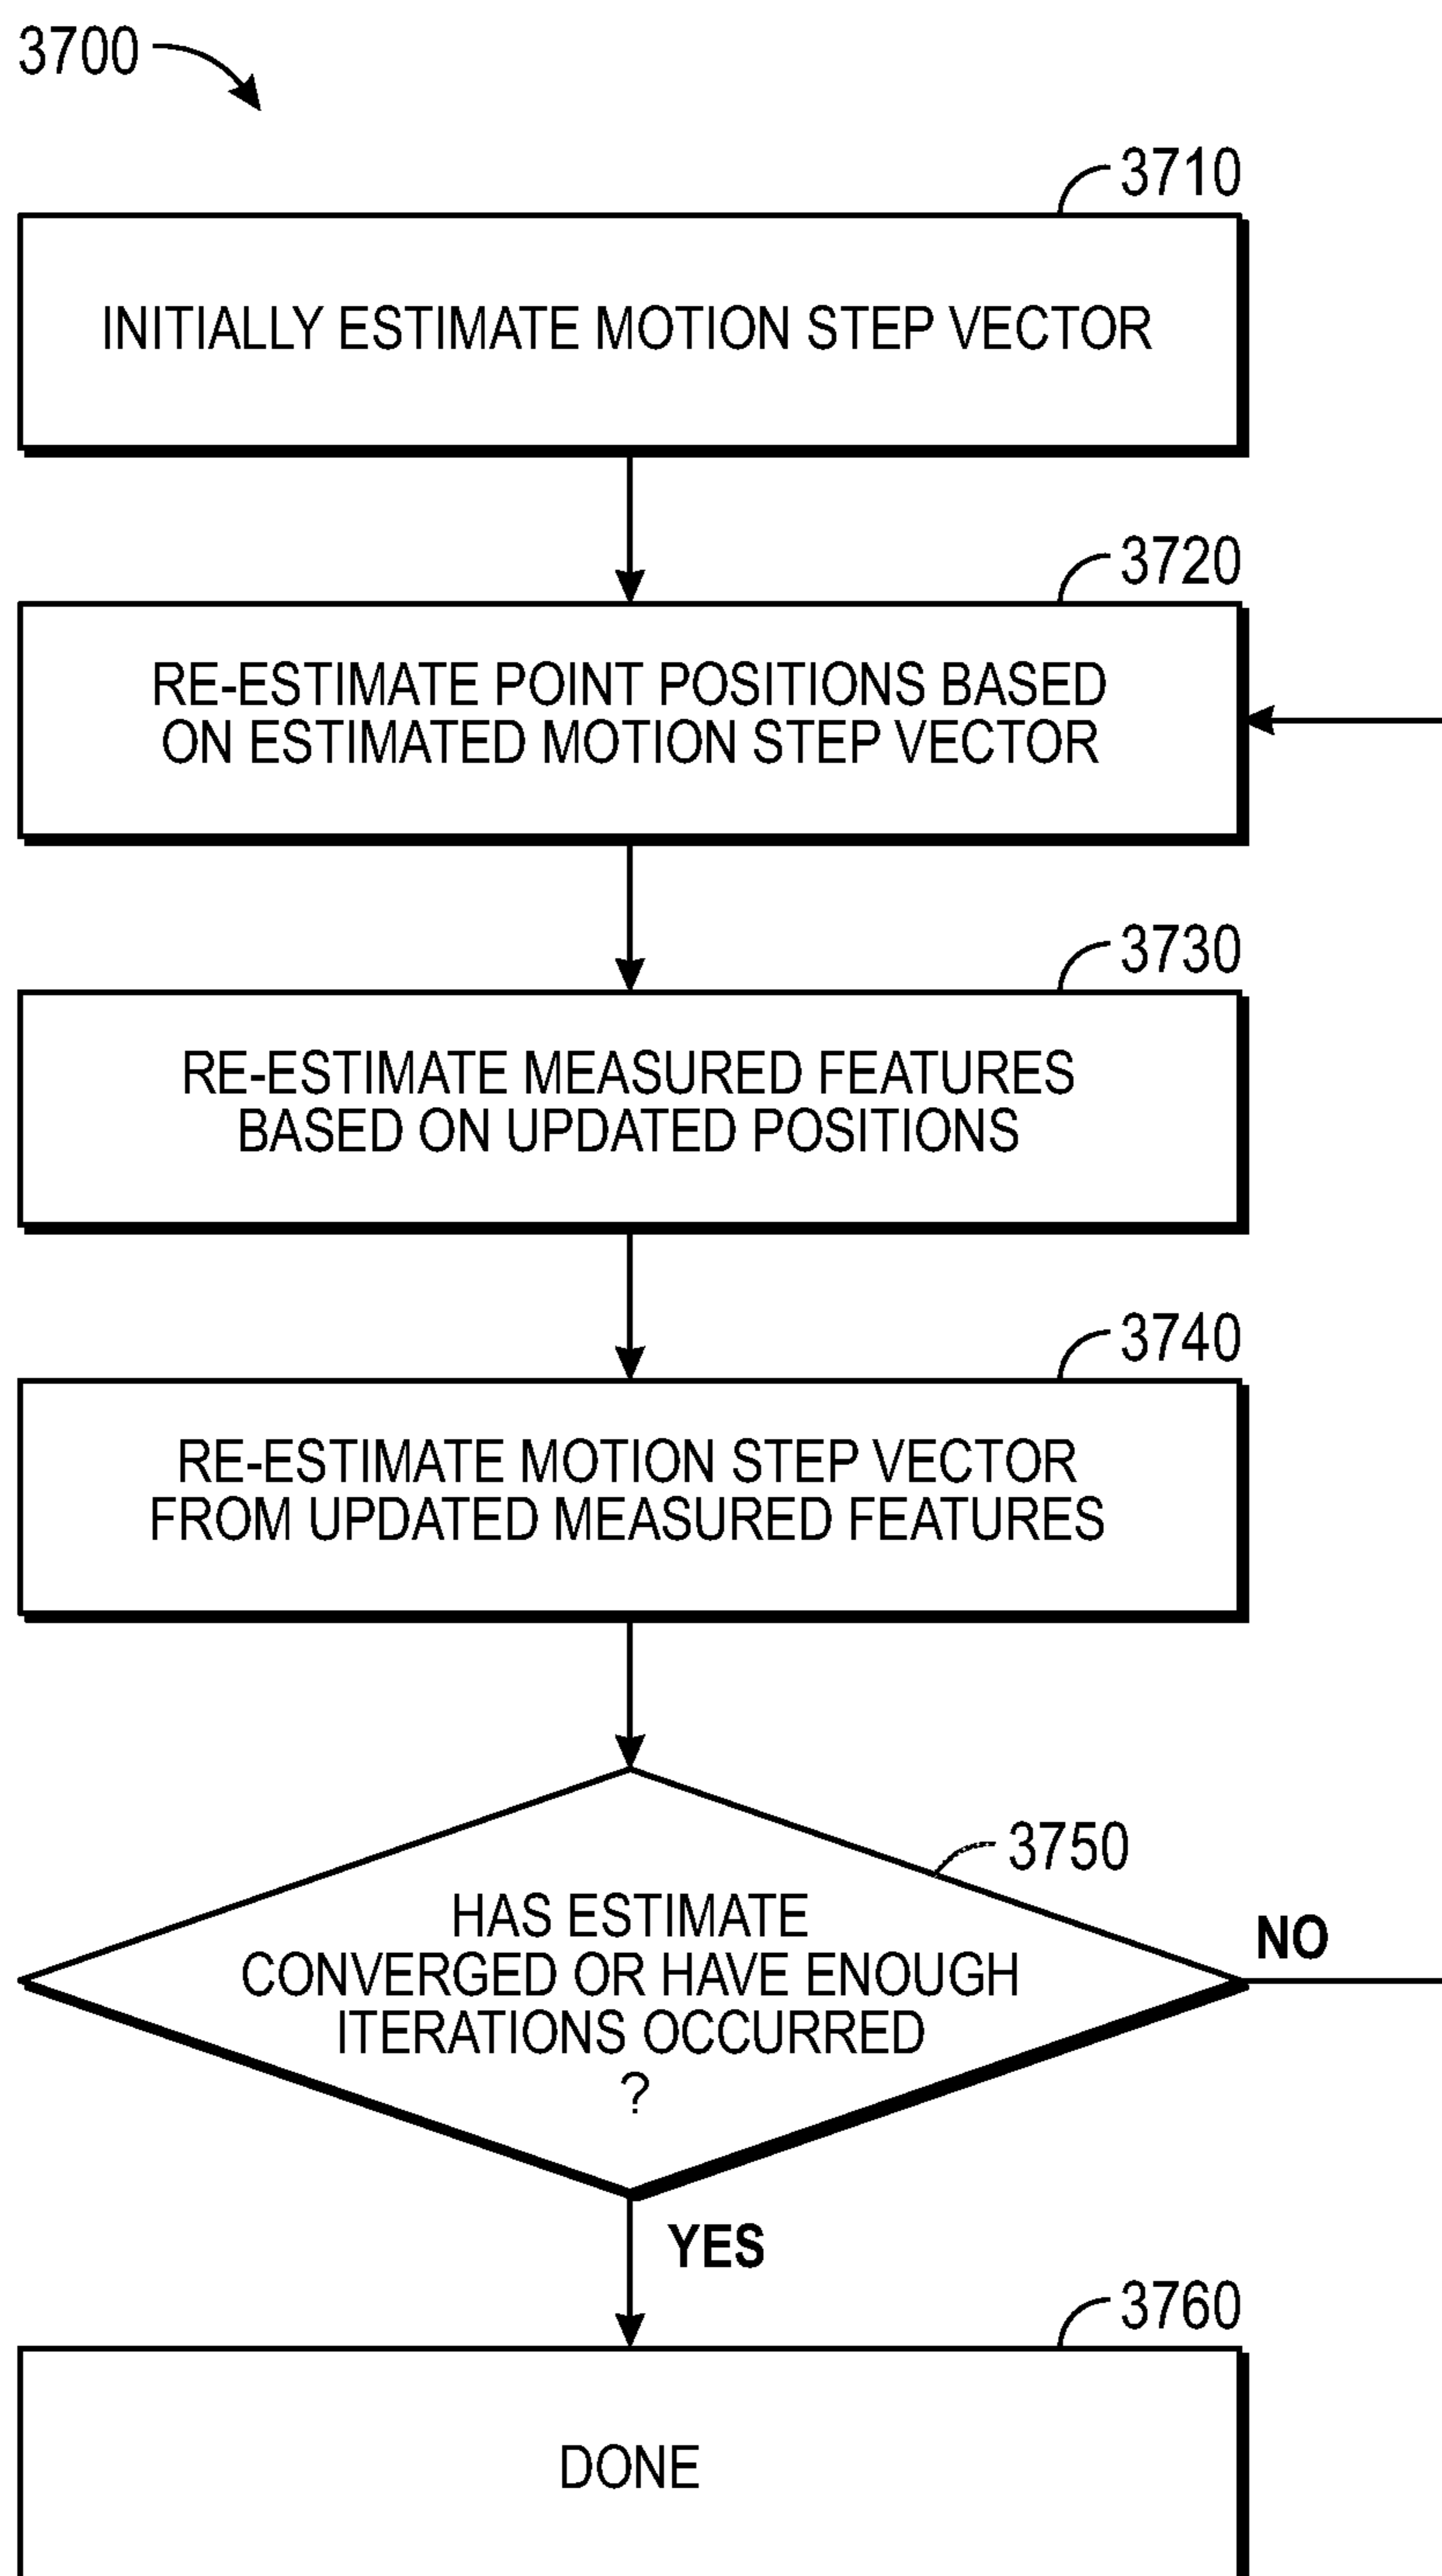 3700
3710
INITIALLY ESTIMATE MOTION STEP VECTOR
3720
RE-ESTIMATE POINT POSITIONS BASED
ON ESTIMATED MOTION STEP VECTOR
3730
RE-ESTIMATE MEASURED FEATURES
BASED ON UPDATED POSITIONS
3740
RE-ESTIMATE MOTION STEP VECTOR
FROM UPDATED MEASURED FEATURES
3750
HAS ESTIMATE
CONVERGED OR HAVE ENOUGH
ITERATIONS OCCURRED
?
NO
YES
3760
DONE